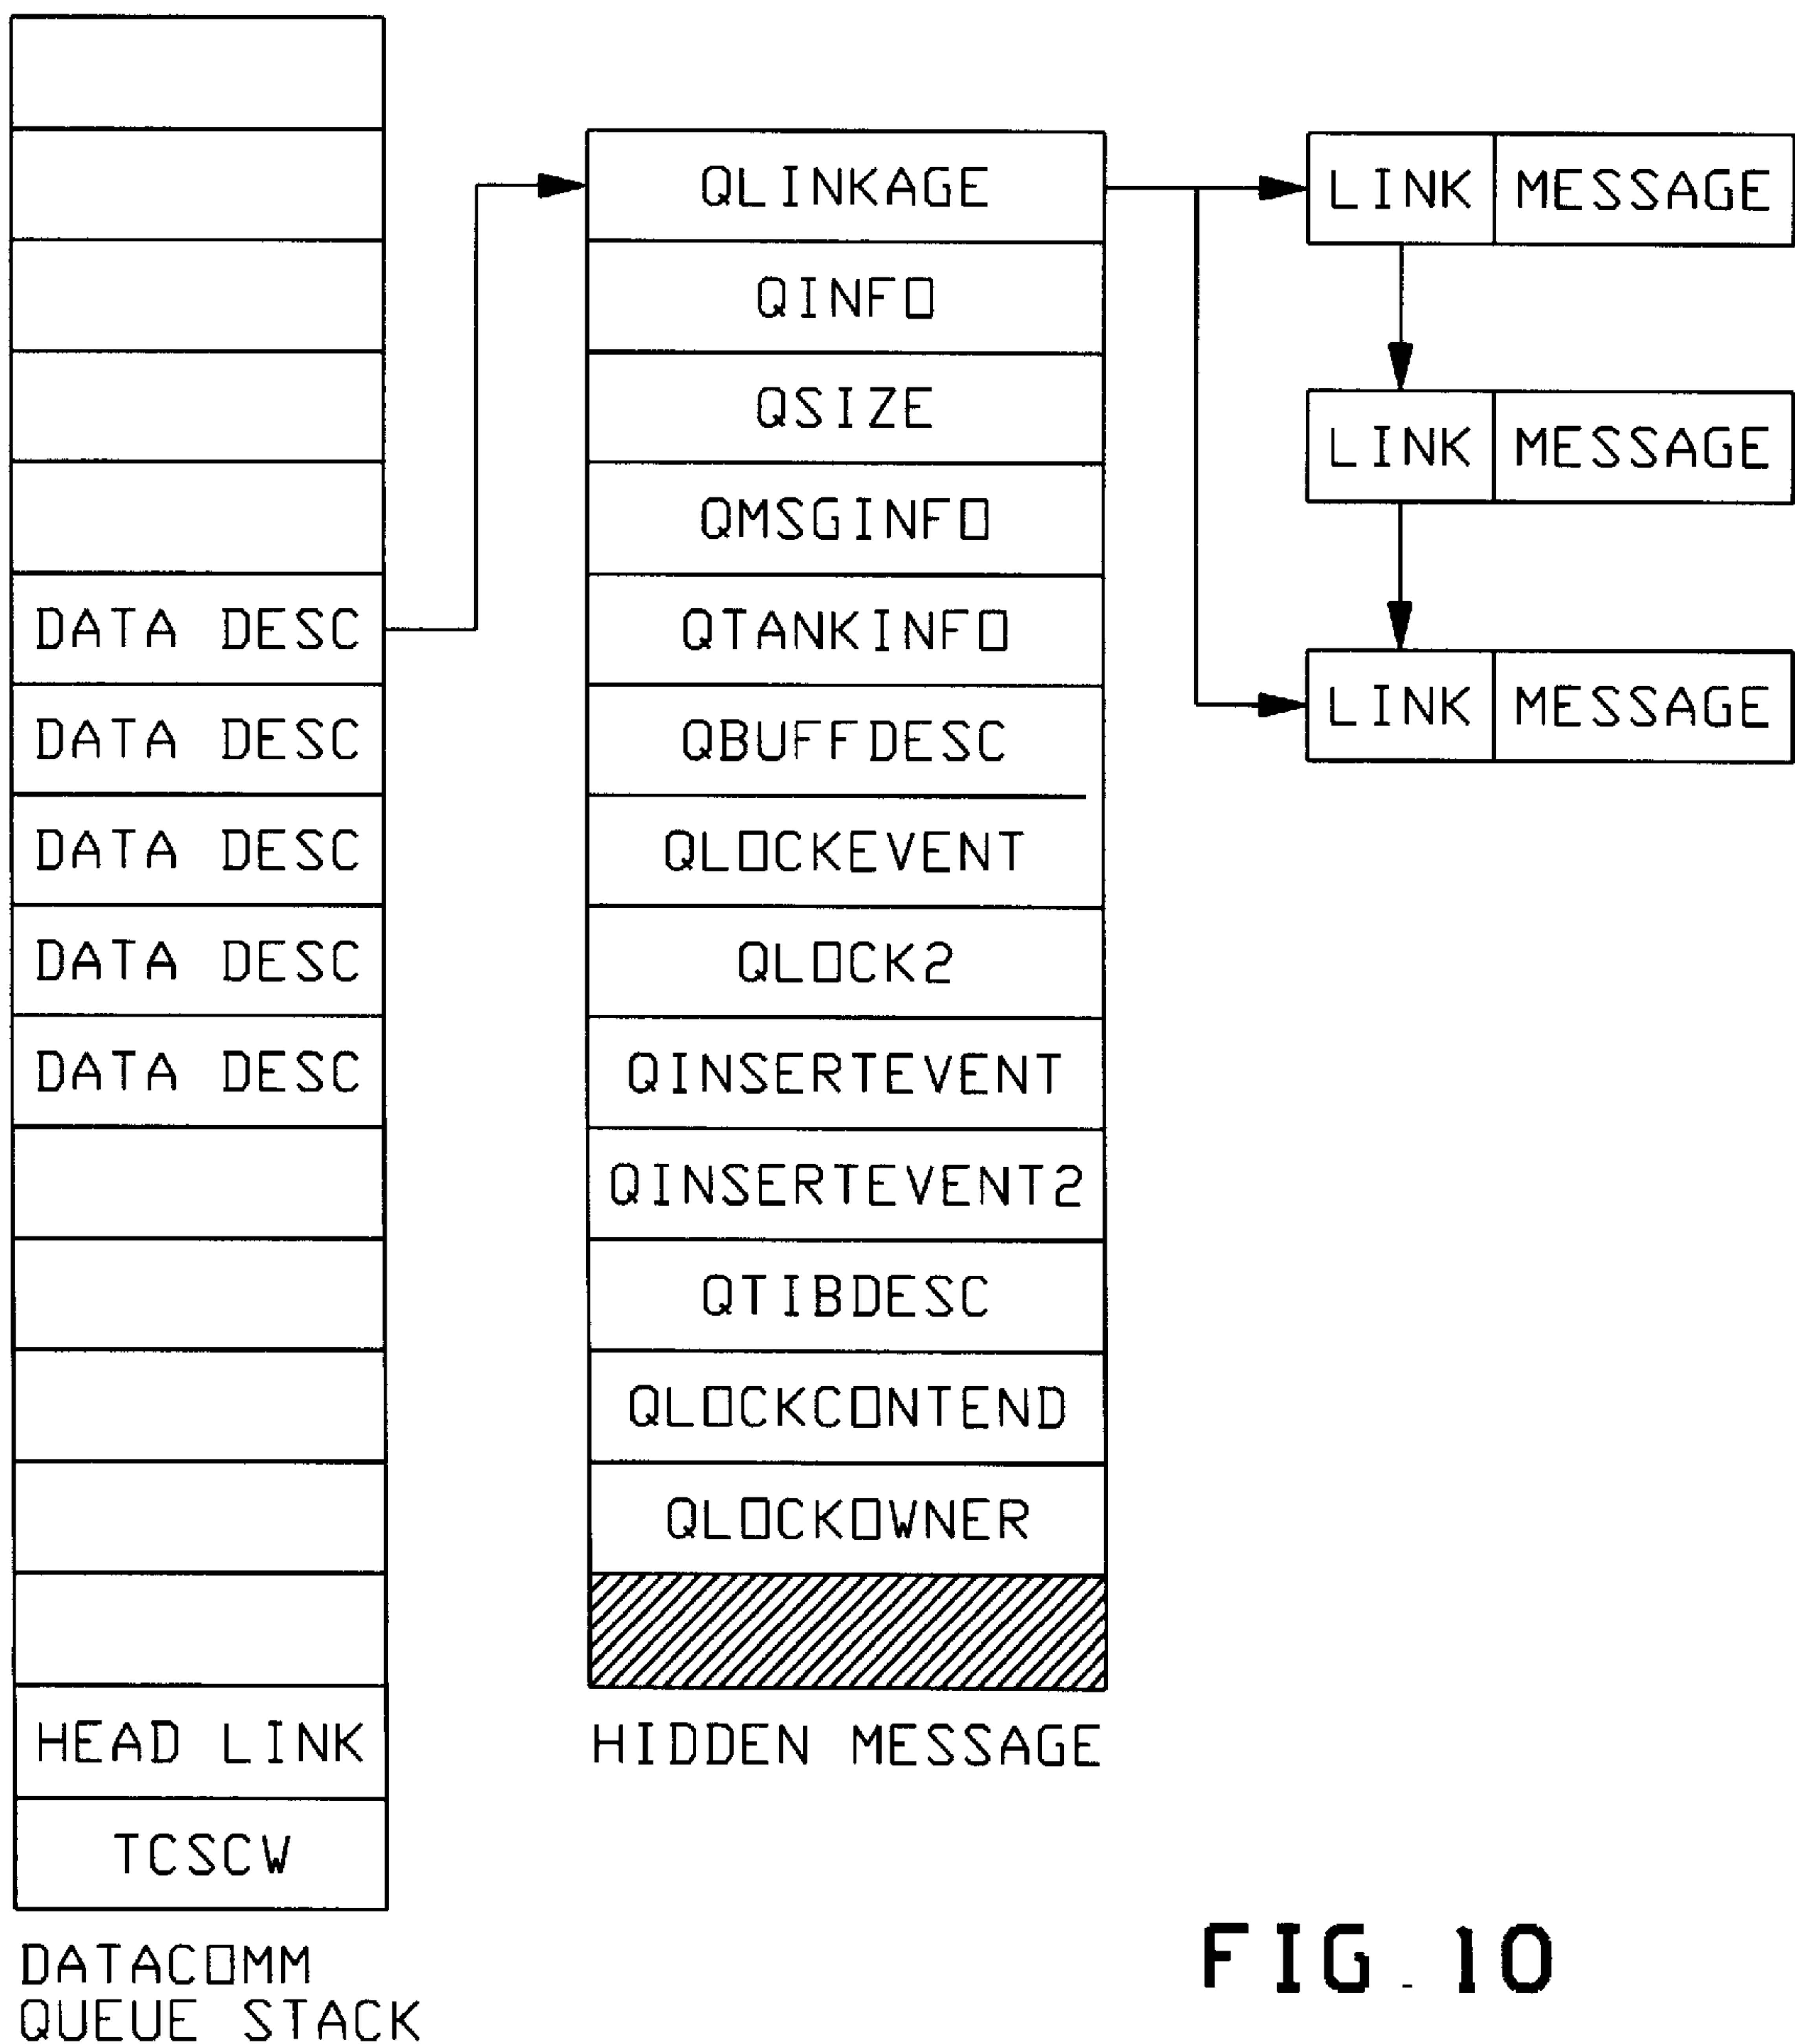 DATA DESC
DATA DESC
DATA DESC
DATA DESC
DATA DESC
HEAD LINK
TCSCW
DATACOMM
QUEUE STACK
QLINKAGE
QINFO
QSIZE
QMSGINFO
QTANKINFO
QBUFFDESC
QLOCKEVENT
QLOCK2
QINSERTEVENT
QINSERTEVENT2
QTIBDESC
QLOCKCONTEND
QLOCKOWNER
HIDDEN MESSAGE
LINK MESSAGE
LINK MESSAGE
LINK MESSAGE
FIG. 10